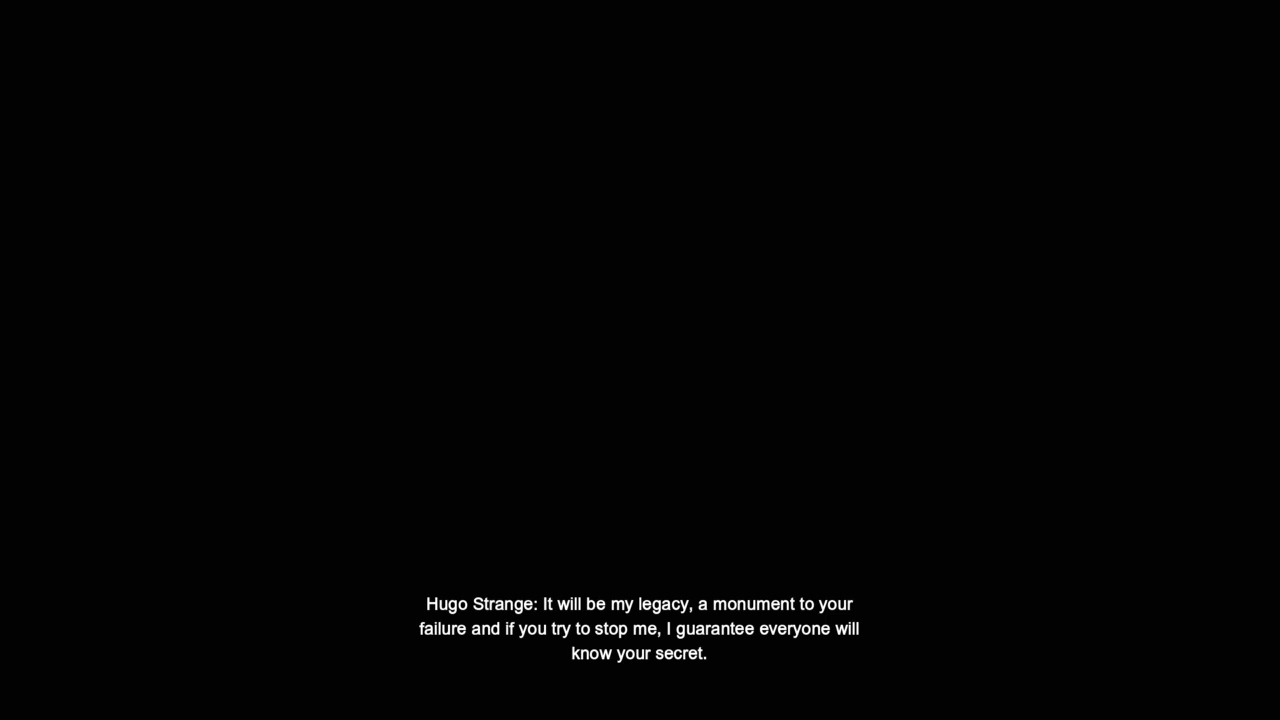 Hugo Strange: It will be my legacy, a monument to your
failure and if you try to stop me, I guarantee everyone will
know your secret.